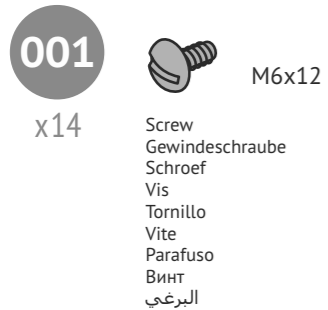 001
x14
M6x12
Screw
Gewindeschraube
Schroef
Vis
Tornillo
Vite
Parafuso
Винт
البرغي